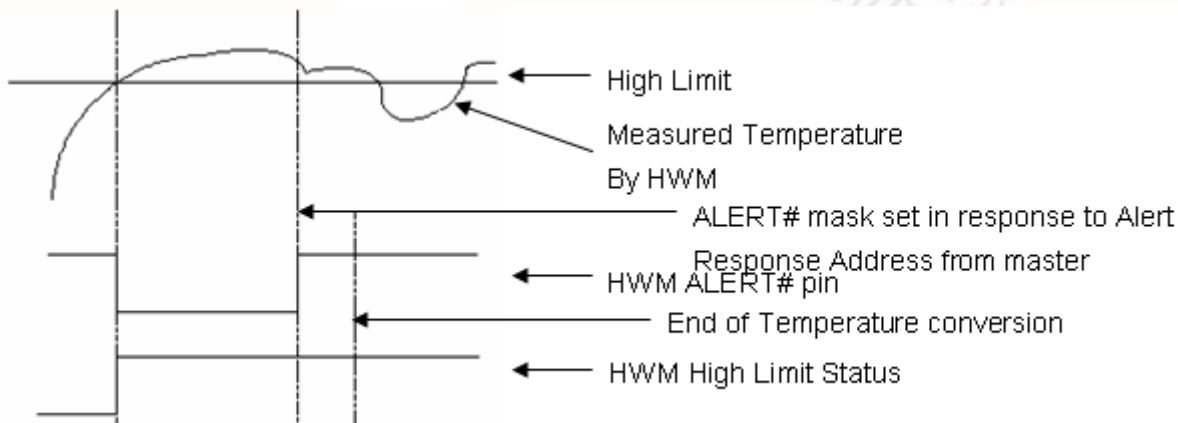 High Limit
Measured Temperature
By HWM
ALERT# mask set in response to Alert
Response Address from master
HWM ALERT# pin
End of Temperature conversion
HWM High Limit Status